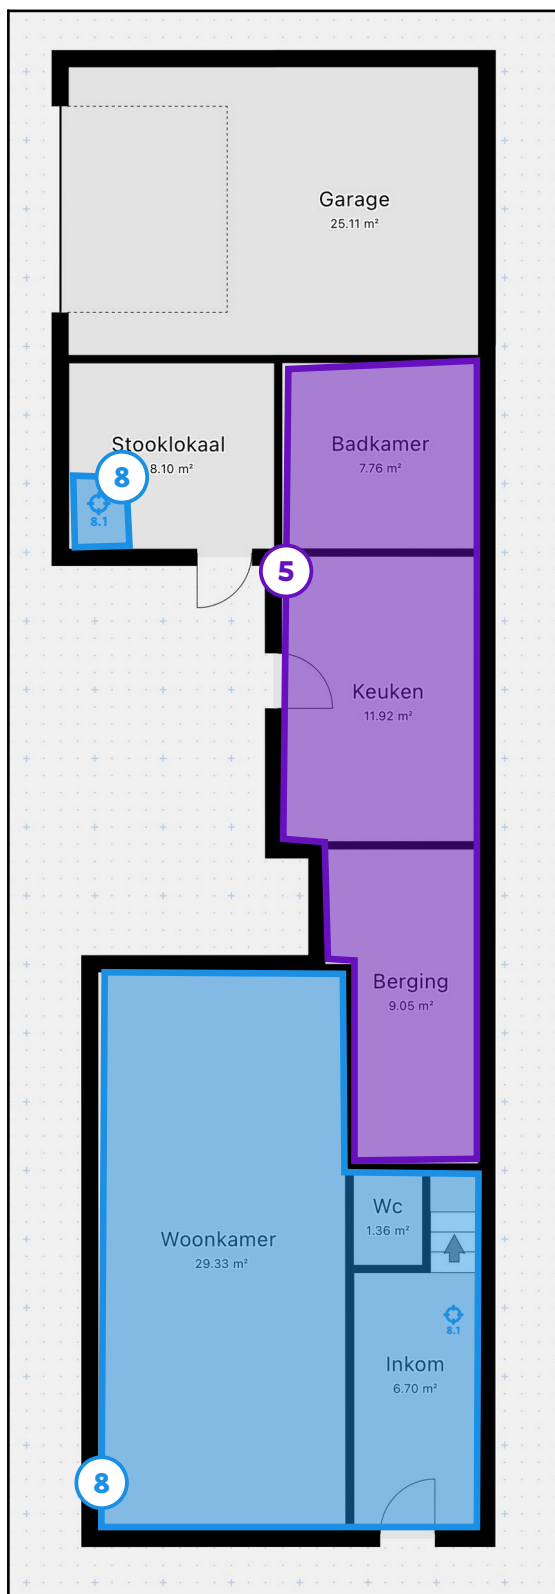 Garage
25.11 m²
Stooklokaal
8.10 m²
8
8.1
Badkamer
7.76 m²
5
Keuken
11.92 m²
Berging
9.05 m²
Wc
1.36 m²
Woonkamer
29.33 m²
8.1
Inkom
6.70 m²
8